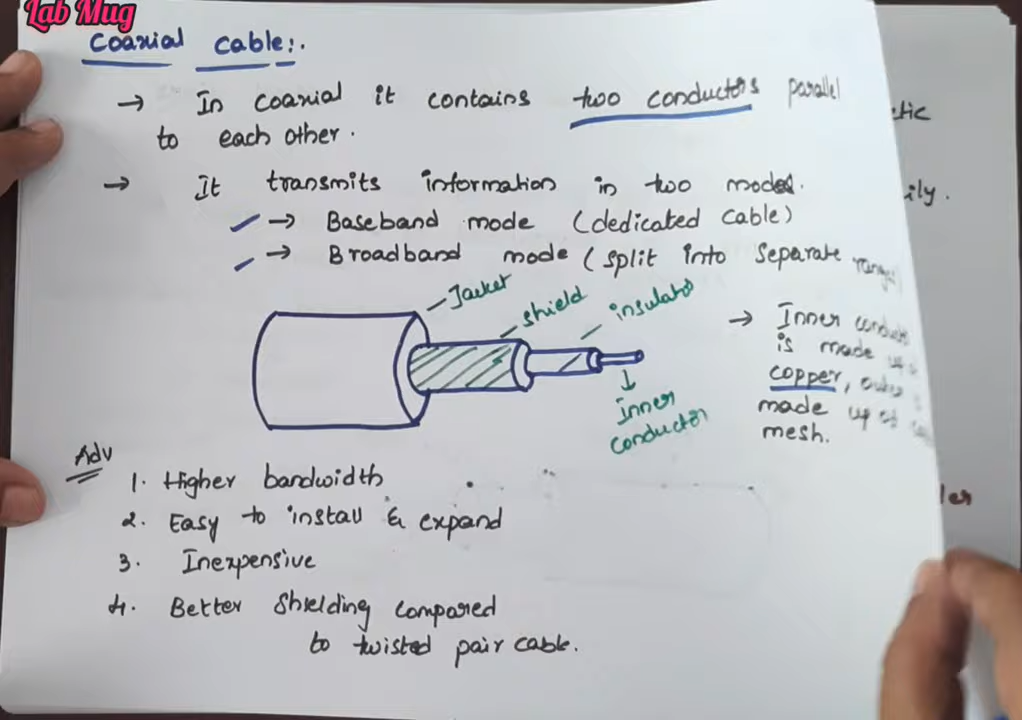 Lab Mug
Coaxial cable:.
→ In coaxial it contains two conductors parallel
to each other.
→ It transmits information in two modes.
→ Baseband mode (dedicated cable)
→ Broadband mode (split into separate
Jacket
shield
insulator
Inner
conductor
→ Inner
is made
copper,
made up of
mesh.
Adv
1. Higher bandwidth
2. Easy to install & expand
3. Inexpensive
4. Better Shielding compared
to twisted pair cable.